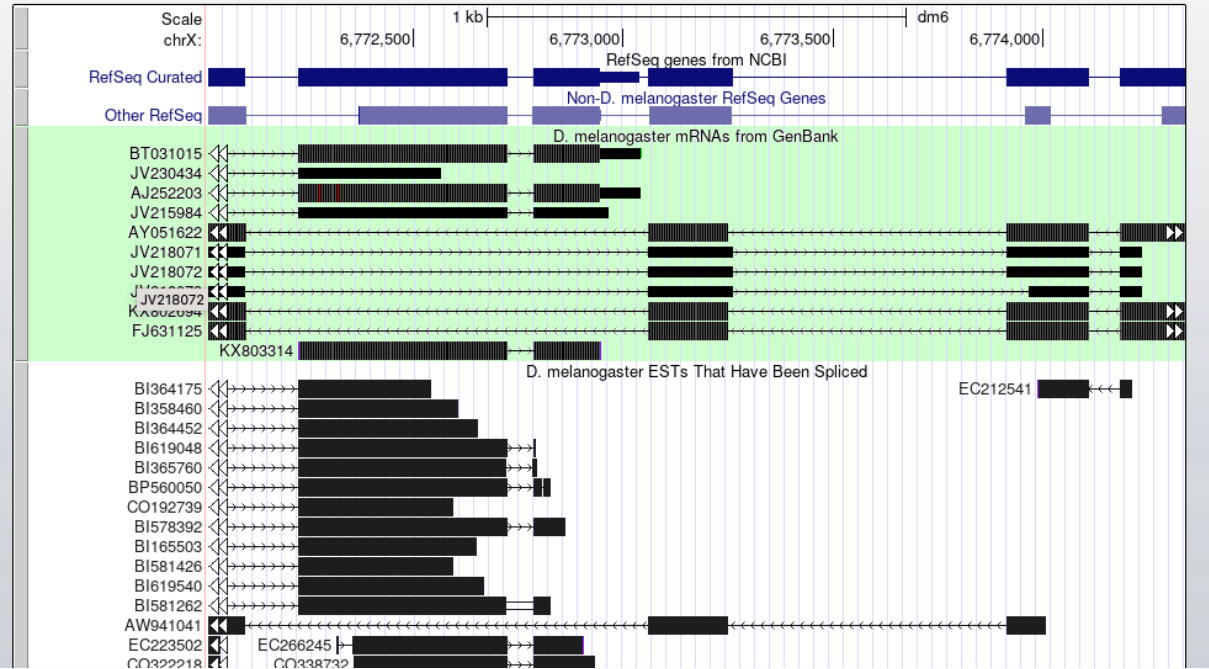 Scale 1 kb dm6
chrX: 6,772,500 6,773,000 6,773,500 6,774,000
RefSeq genes from NCBI
RefSeq Curated
Non-D. melanogaster RefSeq Genes
Other RefSeq
D. melanogaster mRNAs from GenBank
BT031015
JV230434
AJ252203
JV215984
AY051622
JV218071
JV218072
JV218072
KX802694
FJ631125
KX803314
D. melanogaster ESTs That Have Been Spliced
BI364175 EC212541
BI358460
BI364452
BI619048
BI365760
BP560050
CO192739
BI578392
BI165503
BI581426
BI619540
BI581262
AW941041
EC223502 EC266245
CO322218 CO338732